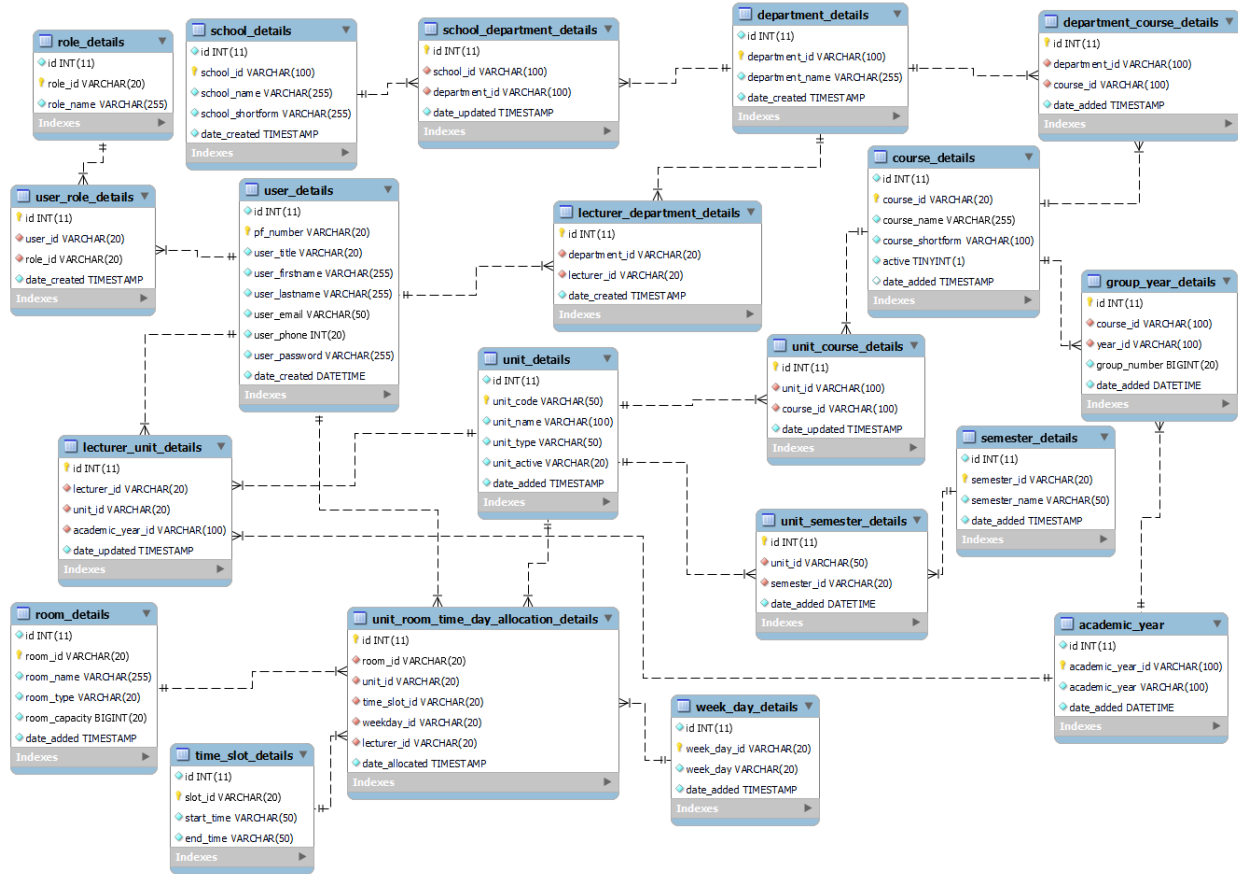 role_details
id INT(11)
role_id VARCHAR(20)
role_name VARCHAR(255)
Indexes
school_details
id INT(11)
school_id VARCHAR(100)
school_name VARCHAR(255)
school_shortform VARCHAR(255)
date_created TIMESTAMP
Indexes
school_department_details
id INT(11)
school_id VARCHAR(100)
department_id VARCHAR(100)
date_updated TIMESTAMP
Indexes
department_details
id INT(11)
department_id VARCHAR(100)
department_name VARCHAR(255)
date_created TIMESTAMP
Indexes
department_course_details
id INT(11)
department_id VARCHAR(100)
course_id VARCHAR(100)
date_added TIMESTAMP
Indexes
user_role_details
id INT(11)
user_id VARCHAR(20)
role_id VARCHAR(20)
date_created TIMESTAMP
Indexes
user_details
id INT(11)
pf_number VARCHAR(20)
user_title VARCHAR(20)
user_firstname VARCHAR(255)
user_lastname VARCHAR(255)
user_email VARCHAR(50)
user_phone INT(20)
user_password VARCHAR(255)
date_created DATETIME
Indexes
lecturer_department_details
id INT(11)
department_id VARCHAR(20)
lecturer_id VARCHAR(20)
date_created TIMESTAMP
Indexes
course_details
id INT(11)
course_id VARCHAR(20)
course_name VARCHAR(255)
course_shortform VARCHAR(100)
active TINYINT(1)
date_added TIMESTAMP
Indexes
group_year_details
id INT(11)
course_id VARCHAR(100)
year_id VARCHAR(100)
group_number BIGINT(20)
date_added DATETIME
Indexes
unit_details
id INT(11)
unit_code VARCHAR(50)
unit_name VARCHAR(100)
unit_type VARCHAR(50)
unit_active VARCHAR(20)
date_added TIMESTAMP
Indexes
unit_course_details
id INT(11)
unit_id VARCHAR(100)
course_id VARCHAR(100)
date_updated TIMESTAMP
Indexes
lecturer_unit_details
id INT(11)
lecturer_id VARCHAR(20)
unit_id VARCHAR(20)
academic_year_id VARCHAR(100)
date_updated TIMESTAMP
Indexes
semester_details
id INT(11)
semester_id VARCHAR(20)
semester_name VARCHAR(50)
date_added TIMESTAMP
Indexes
unit_semester_details
id INT(11)
unit_id VARCHAR(50)
semester_id VARCHAR(20)
date_added DATETIME
Indexes
room_details
id INT(11)
room_id VARCHAR(20)
room_name VARCHAR(255)
room_type VARCHAR(20)
room_capacity BIGINT(20)
date_added TIMESTAMP
Indexes
unit_room_time_day_allocation_details
id INT(11)
room_id VARCHAR(20)
unit_id VARCHAR(20)
time_slot_id VARCHAR(20)
weekday_id VARCHAR(20)
lecturer_id VARCHAR(20)
date_allocated TIMESTAMP
Indexes
academic_year
id INT(11)
academic_year_id VARCHAR(100)
academic_year VARCHAR(100)
date_added DATETIME
Indexes
week_day_details
id INT(11)
week_day_id VARCHAR(20)
week_day VARCHAR(20)
date_added TIMESTAMP
Indexes
time_slot_details
id INT(11)
slot_id VARCHAR(20)
start_time VARCHAR(50)
end_time VARCHAR(50)
Indexes